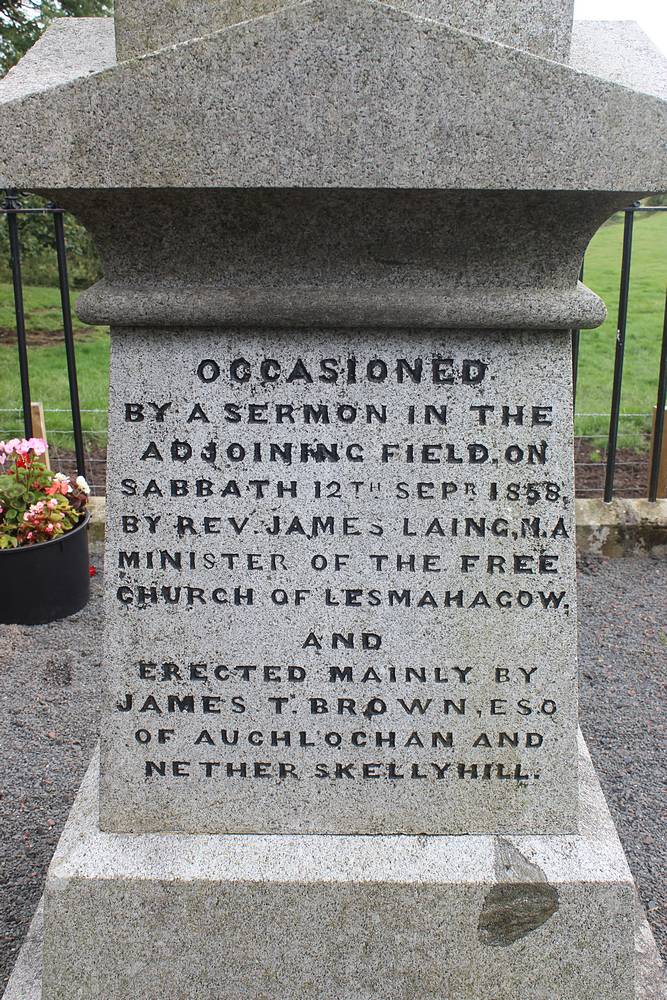 OCCASIONED
BY A SERMON IN THE
ADJOINING FIELD, ON
SABBATH 12TH SEPR 1858,
BY REV. JAMES LAING, M.A
MINISTER OF THE FREE
CHURCH OF LESMAHAGOW.
AND
ERECTED MAINLY BY
JAMES T. BROWN, ESQ
OF AUCHLOCHAN AND
NETHER SKELLYHILL.